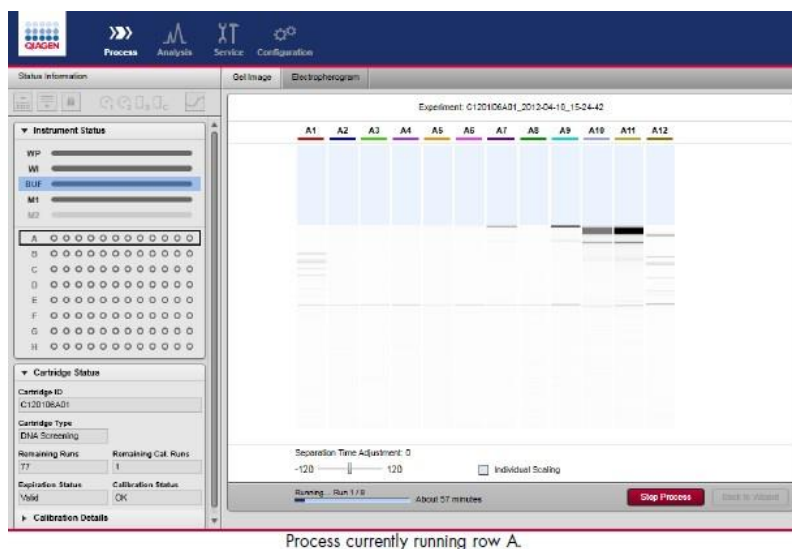 QIAGEN
Process Analysis Service Configuration
Status Information
Gel Image Electropherogram
Experiment: C120106A01_2012-04-10_15-24-42
A1 A2 A3 A4 A5 A6 A7 A8 A9 A10 A11 A12
Instrument Status
WP
WI
BUF
M1
M2
A
B
C
D
E
F
G
H
Cartridge Status
Cartridge ID
C120106A01
Cartridge Type
DNA Screening
Remaining Runs Remaining Cal. Runs
77 1
Expiration Status Calibration Status
Valid OK
Calibration Details
Separation Time Adjustment: 0
-120 120 Individual Scaling
Running... Run 1 / 8 About 57 minutes
Stop Process Back to Wizard
Process currently running row A.